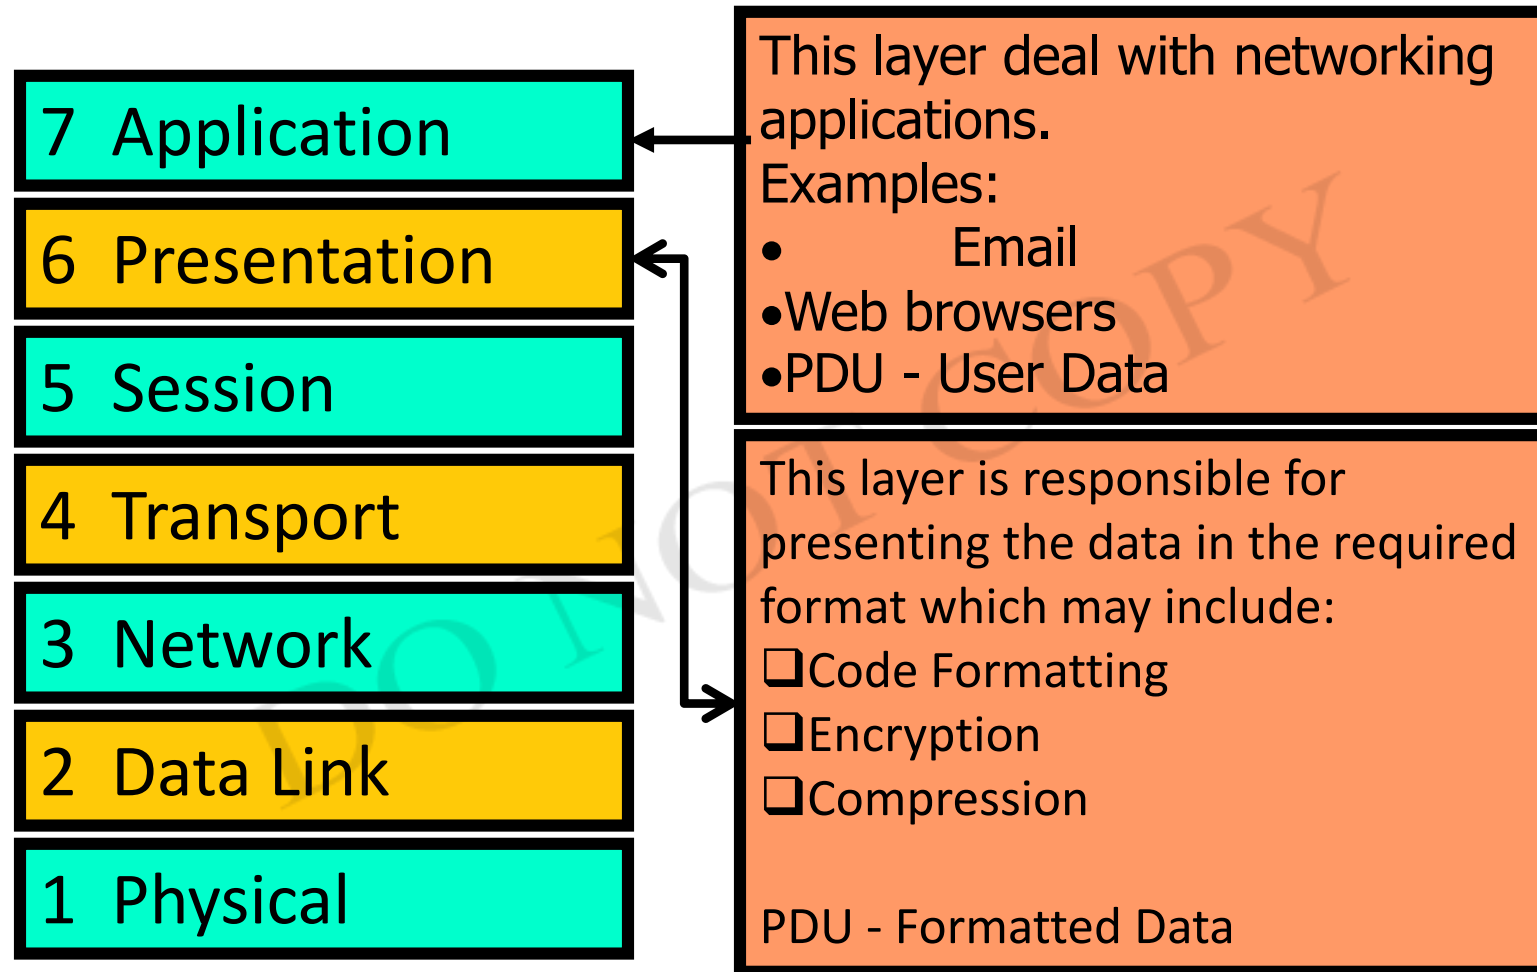 7 Application
6 Presentation
5 Session
4 Transport
3 Network
2 Data Link
1 Physical
This layer deal with networking
applications.
Examples:
• Email
•Web browsers
•PDU - User Data
This layer is responsible for
presenting the data in the required
format which may include:
❑Code Formatting
❑Encryption
❑Compression
PDU - Formatted Data
DO NOT COPY